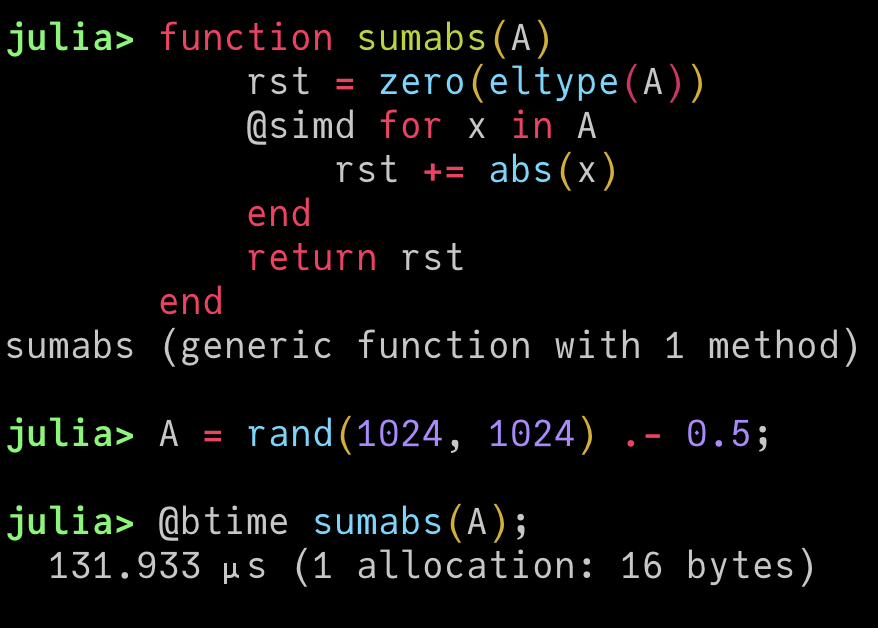 julia> function sumabs(A)
           rst = zero(eltype(A))
           @simd for x in A
               rst += abs(x)
           end
           return rst
       end
sumabs (generic function with 1 method)

julia> A = rand(1024, 1024) .- 0.5;

julia> @btime sumabs(A);
  131.933 μs (1 allocation: 16 bytes)